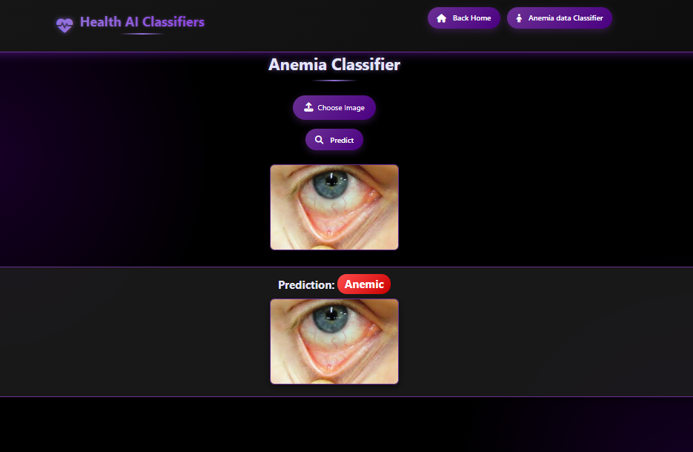 Health AI Classifiers
Back Home
Anemia data Classifier
Anemia Classifier
Choose Image
Predict
Prediction: Anemic